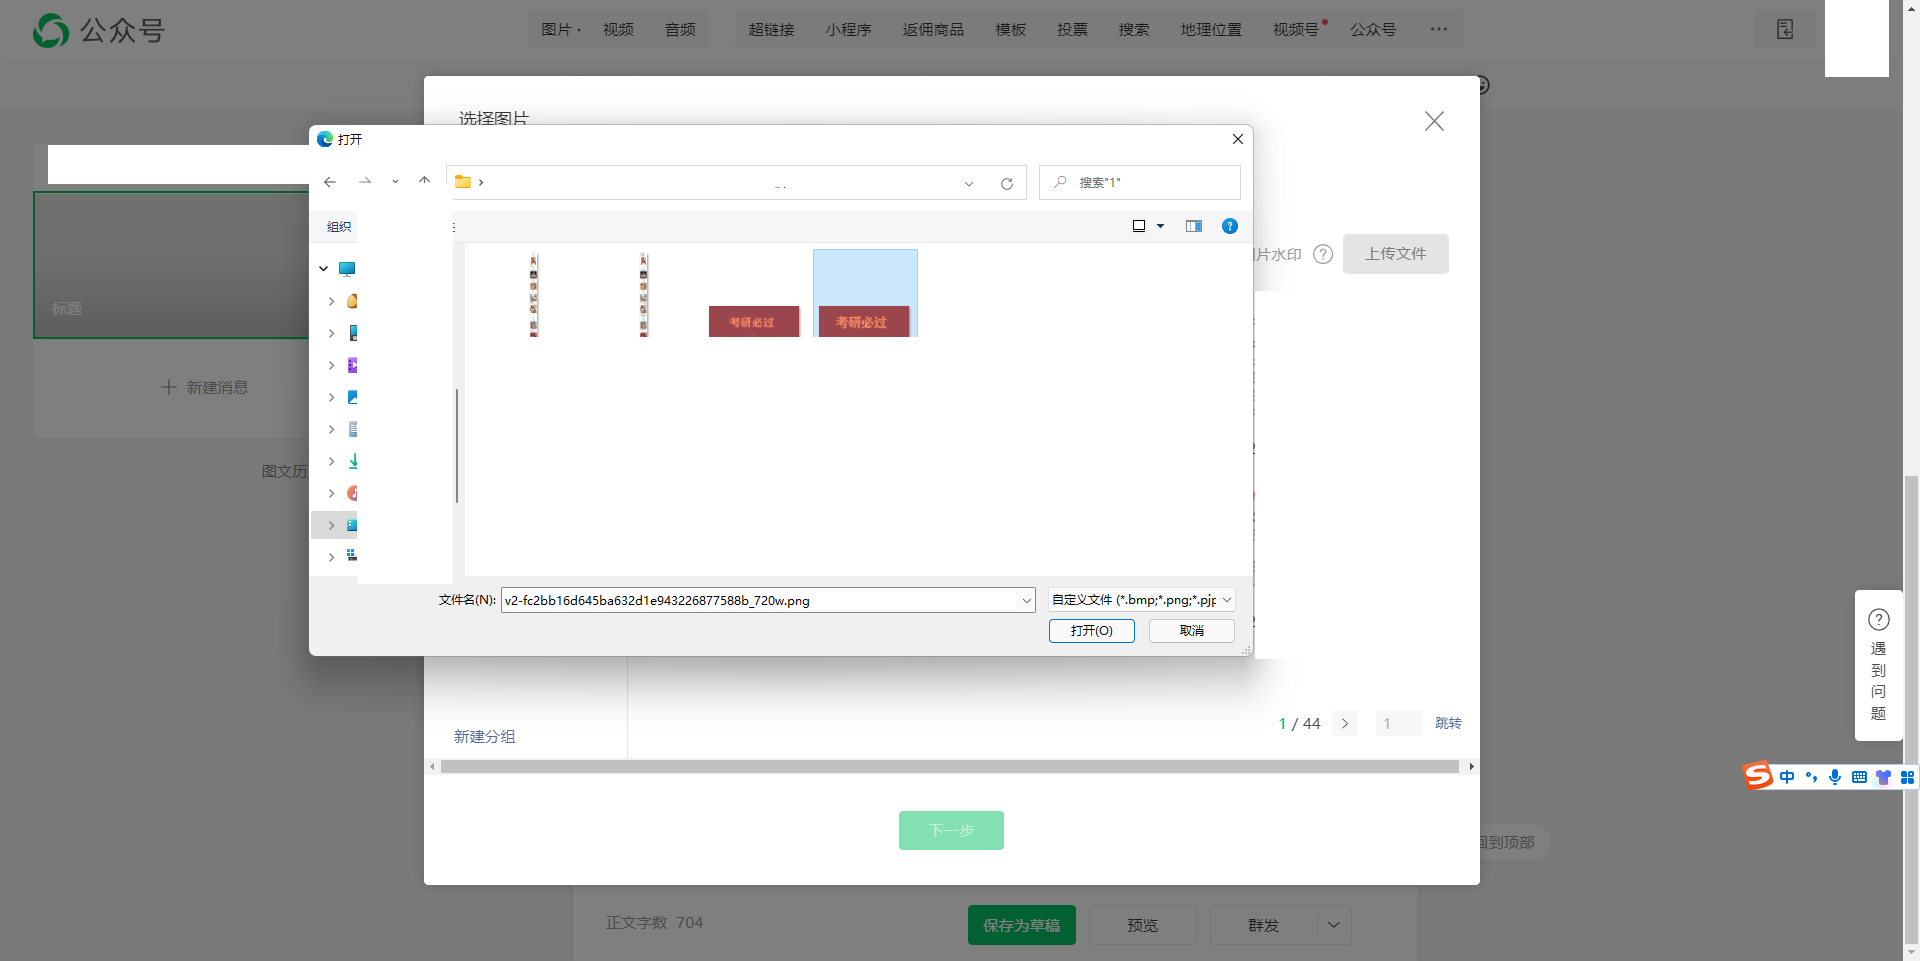 公众号
图片
视频
音频
超链接
小程序
返佣商品
模板
投票
搜索
地理位置
视频号
公众号
选择图片
打开
搜索"1"
组织
片水印
上传文件
标题
考研必过
考研必过
新建消息
图文历
文件名(N):
v2-fc2bb16d645ba632d1e943226877588b_720w.png
自定义文件 (*.bmp;*.png;*.pjp
打开(O)
取消
遇
到
问
题
新建分组
1 / 44
1
跳转
中
下一步
回到顶部
正文字数 704
保存为草稿
预览
群发